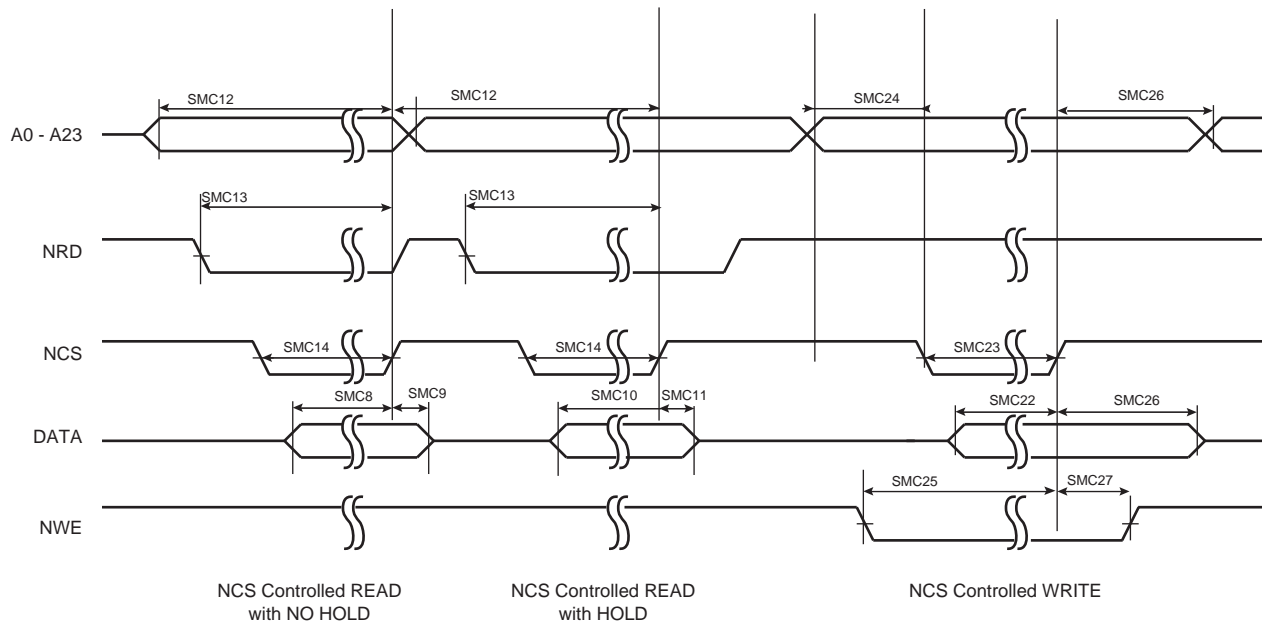 SMC12
SMC12
SMC24
SMC26
A0 - A23
SMC13
SMC13
NRD
SMC14
SMC14
SMC23
NCS
SMC8
SMC9
SMC10
SMC11
SMC22
SMC26
DATA
SMC25
SMC27
NWE
NCS Controlled READ
with NO HOLD
NCS Controlled READ
with HOLD
NCS Controlled WRITE